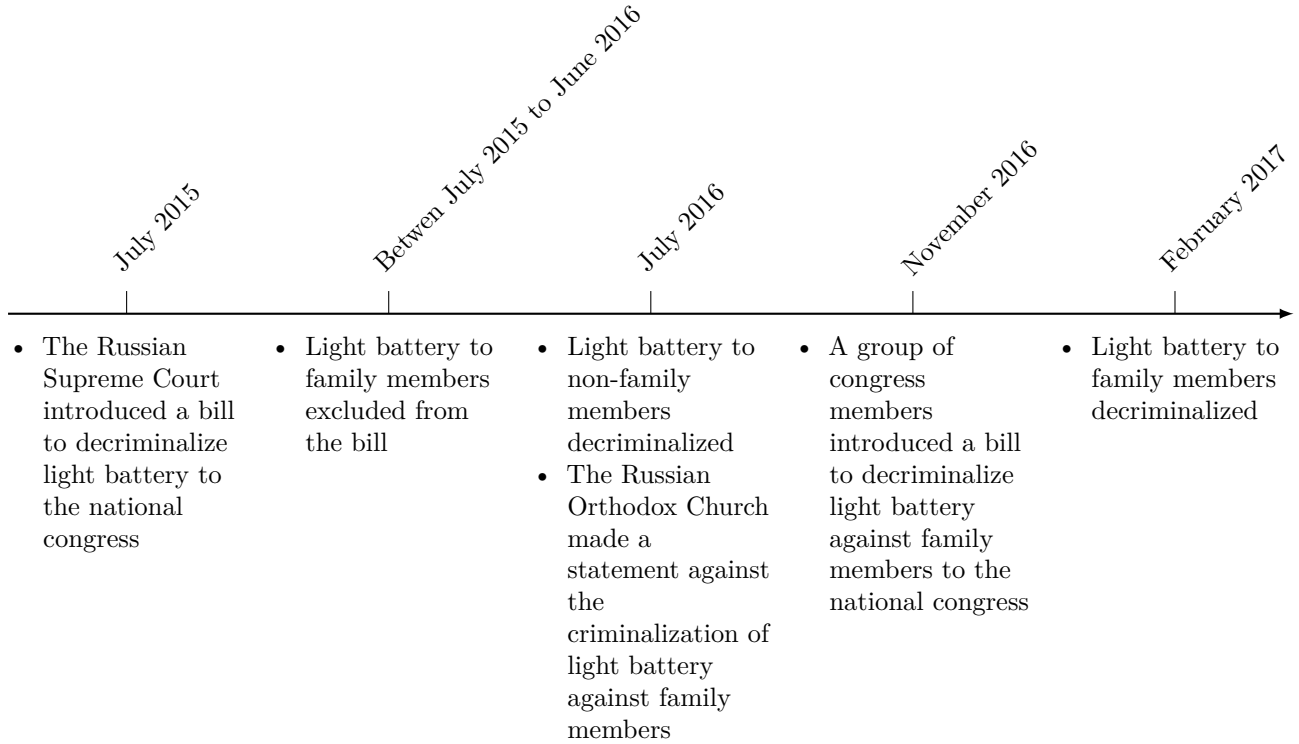 July 2015
Betwen July 2015 to June 2016
July 2016
November 2016
February 2017
• The Russian
Supreme Court
introduced a bill
to decriminalize
light battery to
the national
congress
• Light battery to
family members
excluded from
the bill
• Light battery to
non-family
members
decriminalized
• The Russian
Orthodox Church
made a
statement against
the
criminalization of
light battery
against family
members
• A group of
congress
members
introduced a bill
to decriminalize
light battery
against family
members to the
national congress
• Light battery to
family members
decriminalized